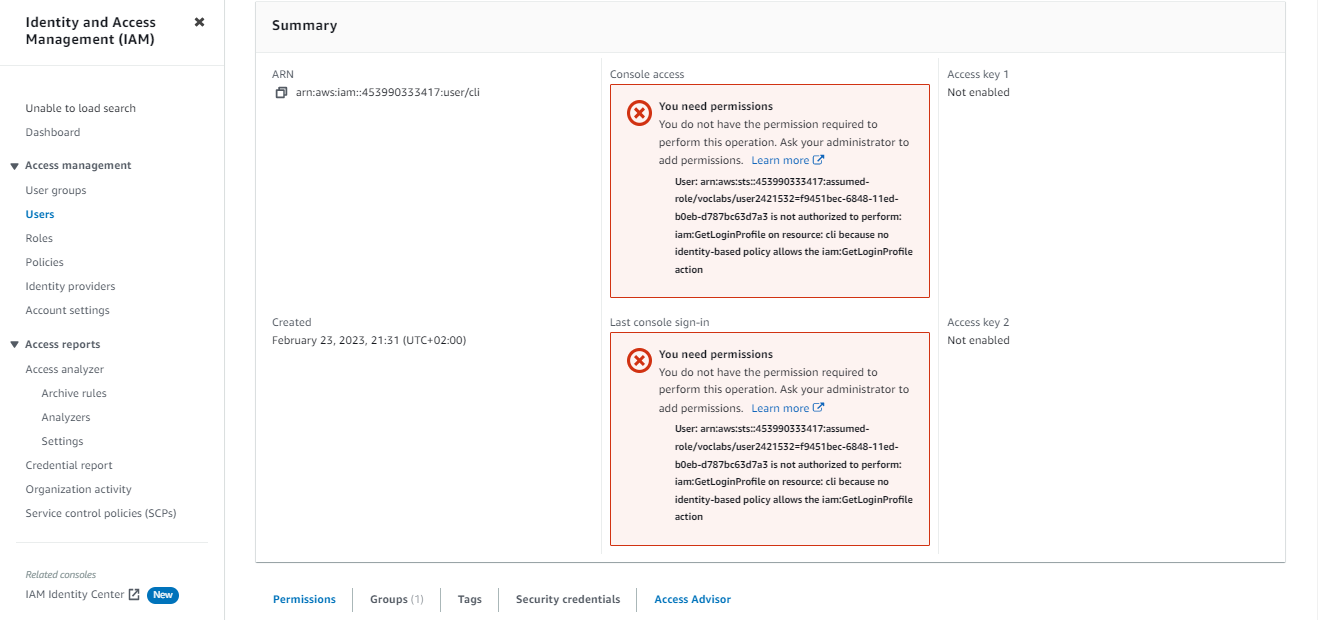 Identity and Access
Management (IAM)
Unable to load search
Dashboard
Access management
User groups
Users
Roles
Policies
Identity providers
Account settings
Access reports
Access analyzer
Archive rules
Analyzers
Settings
Credential report
Organization activity
Service control policies (SCPs)
Related consoles
IAM Identity Center New
Summary
ARN
arn:aws:iam::453990333417:user/cli
Console access
You need permissions
You do not have the permission required to
perform this operation. Ask your administrator to
add permissions. Learn more
User: arn:aws:sts::453990333417:assumed-
role/voclabs/user2421532=f9451bec-6848-11ed-
b0eb-d787bc63d7a3 is not authorized to perform:
iam:GetLoginProfile on resource: cli because no
identity-based policy allows the iam:GetLoginProfile
action
Access key 1
Not enabled
Created
February 23, 2023, 21:31 (UTC+02:00)
Last console sign-in
You need permissions
You do not have the permission required to
perform this operation. Ask your administrator to
add permissions. Learn more
User: arn:aws:sts::453990333417:assumed-
role/voclabs/user2421532=f9451bec-6848-11ed-
b0eb-d787bc63d7a3 is not authorized to perform:
iam:GetLoginProfile on resource: cli because no
identity-based policy allows the iam:GetLoginProfile
action
Access key 2
Not enabled
Permissions Groups (1) Tags Security credentials Access Advisor